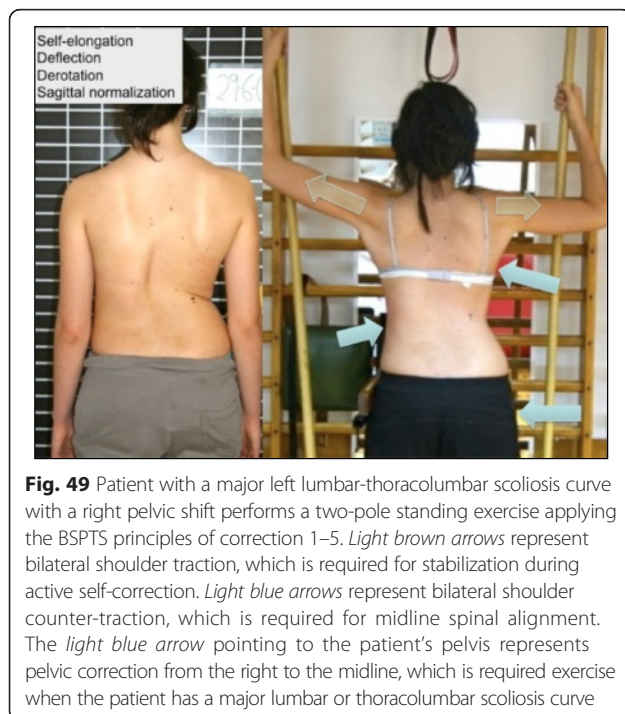 Self-elongation
Deflection
Derotation
Sagittal normalization
Fig. 49 Patient with a major left lumbar-thoracolumbar scoliosis curve
with a right pelvic shift performs a two-pole standing exercise applying
the BSPTS principles of correction 1–5. Light brown arrows represent
bilateral shoulder traction, which is required for stabilization during
active self-correction. Light blue arrows represent bilateral shoulder
counter-traction, which is required for midline spinal alignment.
The light blue arrow pointing to the patient's pelvis represents
pelvic correction from the right to the midline, which is required exercise
when the patient has a major lumbar or thoracolumbar scoliosis curve